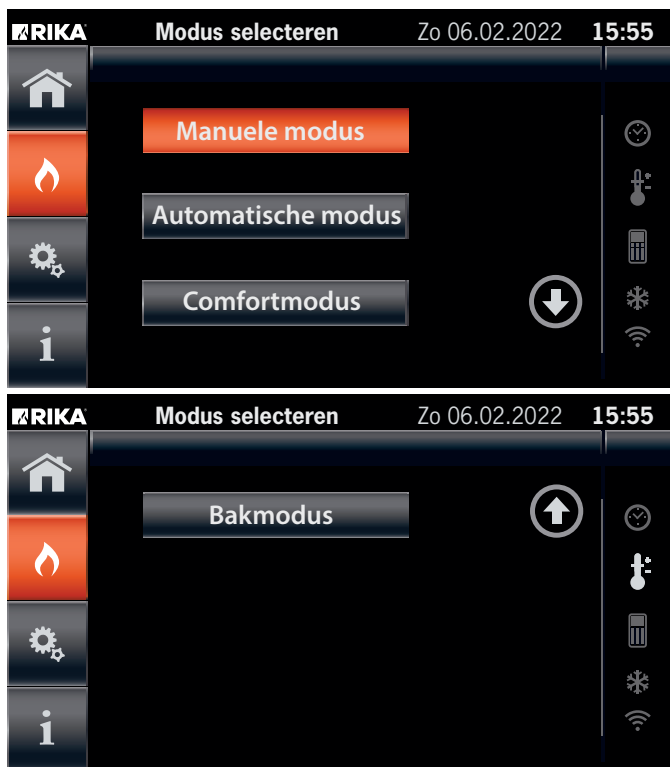 RIKA Modus selecteren Zo 06.02.2022 15:55
Manuele modus
Automatische modus
Comfortmodus
i
RIKA Modus selecteren Zo 06.02.2022 15:55
Bakmodus
i